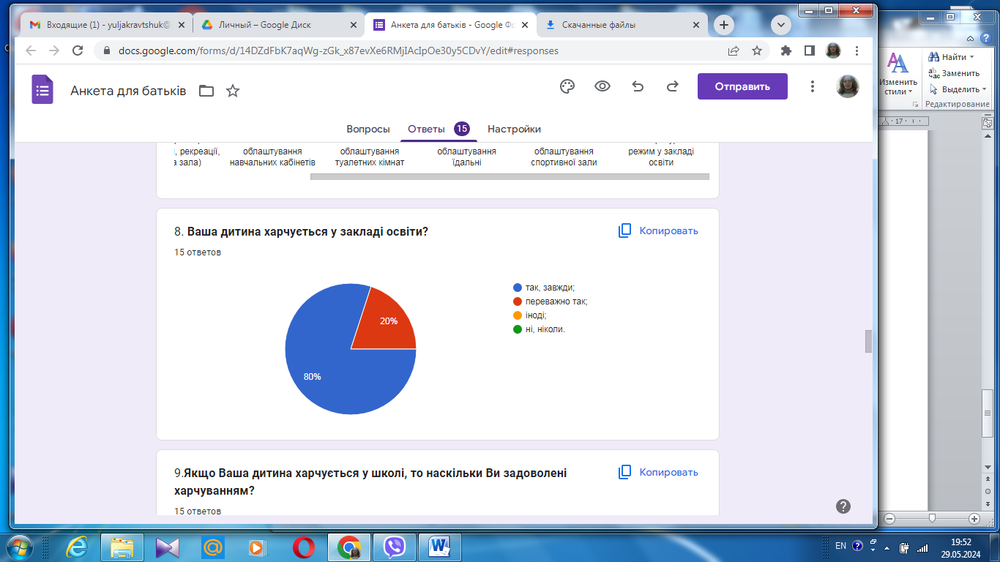 Входящие (1) - yuljakravtshuk@
Личный – Google Диск
Анкета для батьків - Google Фо
Скачанные файлы
docs.google.com/forms/d/14DZdFbK7aqWg-zGk_x87evXe6RMjIAcIpOe30y5CDvY/edit#responses
Найти
Заменить
Изменить стили
Выделить
Редактирование
Анкета для батьків
Отправить
Вопросы
Ответы 15
Настройки
17
, рекреації,
а зала)
облаштування
навчальних кабінетів
облаштування
туалетних кімнат
облаштування
їдальні
облаштування
спортивної зали
режим у закладі
освіти
8. Ваша дитина харчується у закладі освіти?
Копировать
15 ответов
20%
80%
так, завжди;
переважно так;
іноді;
ні, ніколи.
9.Якщо Ваша дитина харчується у школі, то наскільки Ви задоволені
харчуванням?
Копировать
15 ответов
EN
19:52
29.05.2024